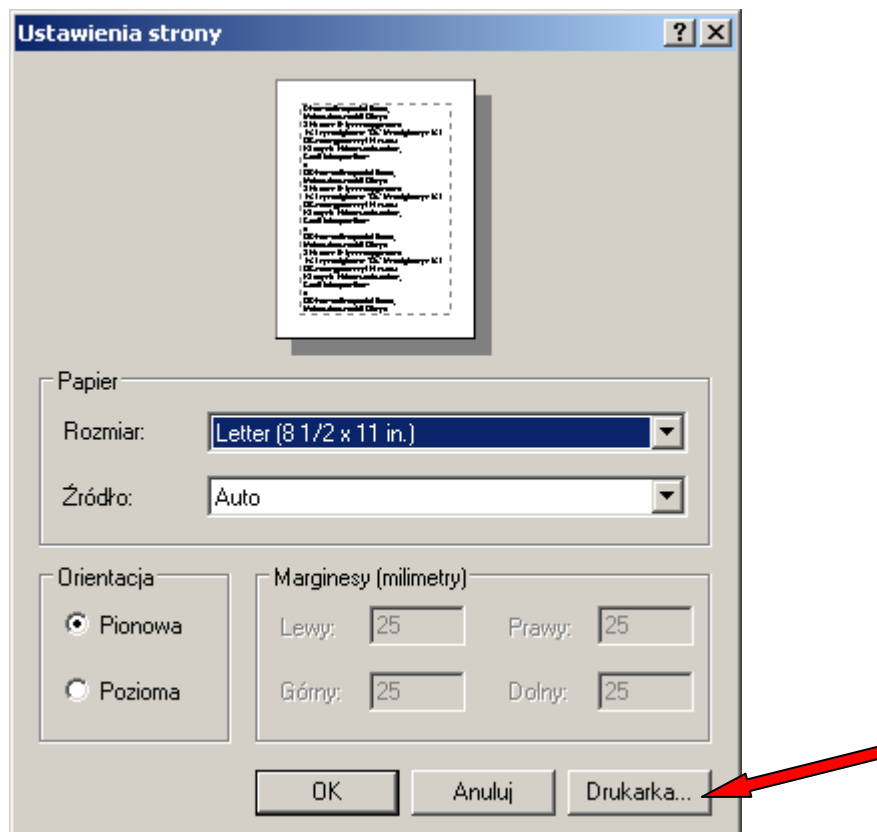 Ustawienia strony
Papier
Rozmiar: Letter (8 1/2 x 11 in.)
Źródło: Auto
Orientacja
Pionowa
Pozioma
Marginesy (milimetry)
Lewy: 25 Prawy: 25
Górny: 25 Dolny: 25
OK Anuluj Drukarka...